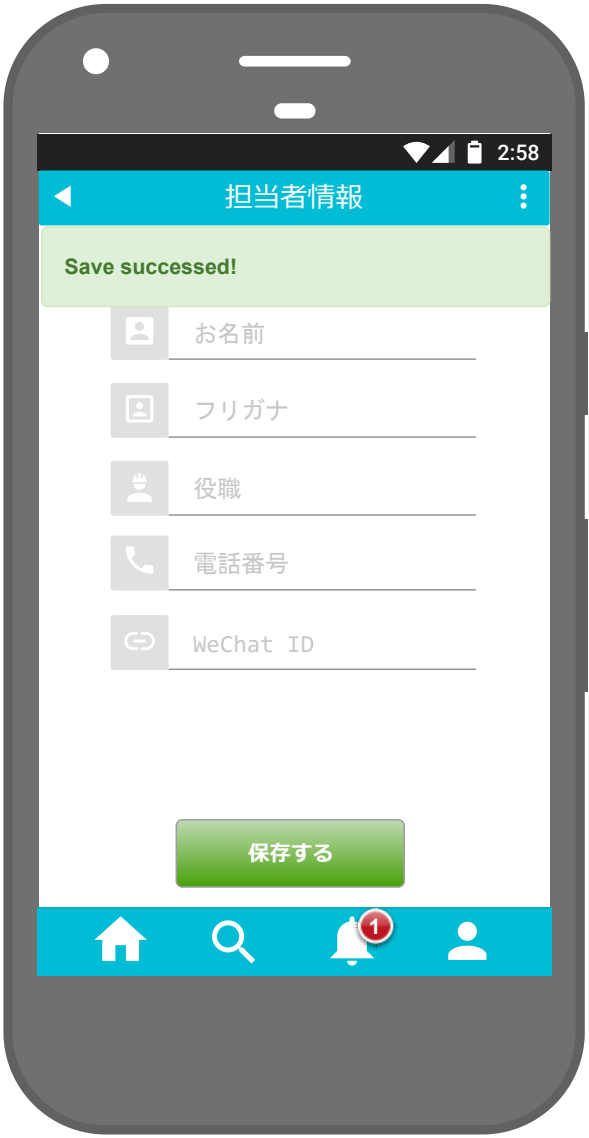 2:58
担当者情報
Save successed!
お名前
フリガナ
役職
電話番号
WeChat ID
保存する
1